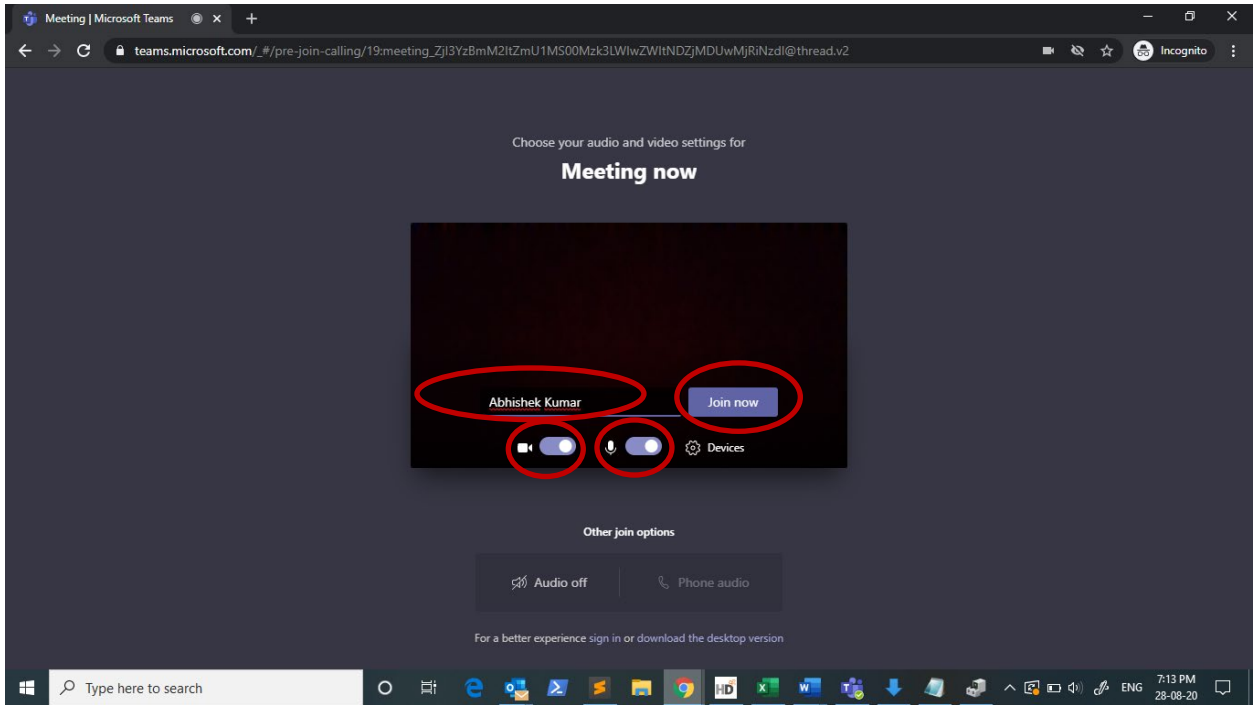 Meeting | Microsoft Teams
teams.microsoft.com/_#/pre-join-calling/19:meeting_ZjI3YzBmM2ItZmU1MS00Mzk3LWIwZWItNDZjMDUwMjRiNzdl@thread.v2
Incognito
Choose your audio and video settings for
Meeting now
Abhishek Kumar
Join now
Devices
Other join options
Audio off
Phone audio
For a better experience sign in or download the desktop version
Type here to search
HD
ENG
7:13 PM
28-08-20